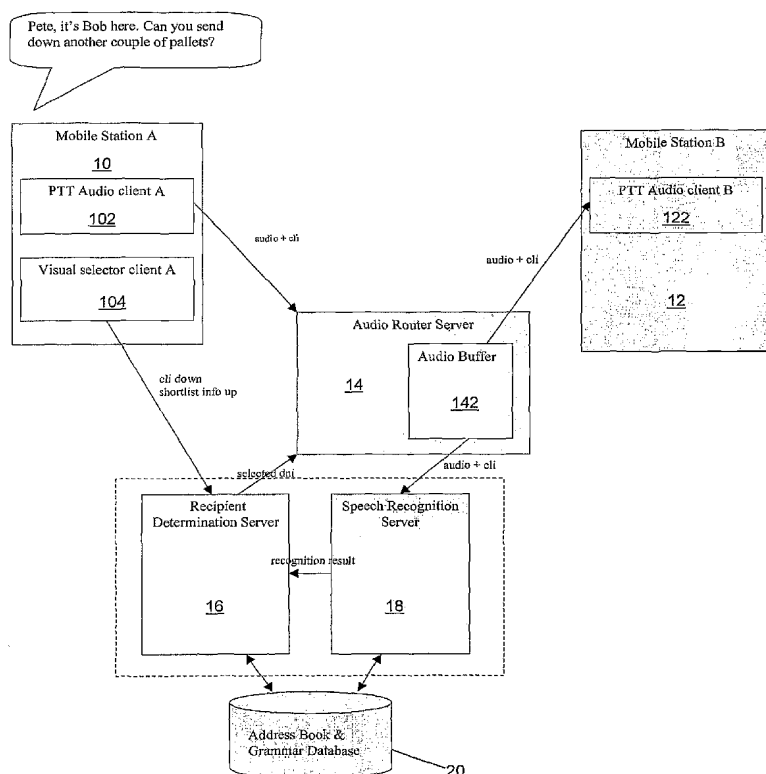 Pete, it's Bob here. Can you send
down another couple of pallets?
Mobile Station A
10
PTT Audio client A
102
Visual selector client A
104
Mobile Station B
PTT Audio client B
122
12
audio + cli
audio + cli
Audio Router Server
14
Audio Buffer
142
cli down
shortlist info up
selected dni
audio + cli
Recipient
Determination Server
16
Speech Recognition
Server
18
recognition result
Address Book &
Grammar Database
20